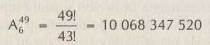 A₆⁴⁹ = 49!/43! = 10 068 347 520